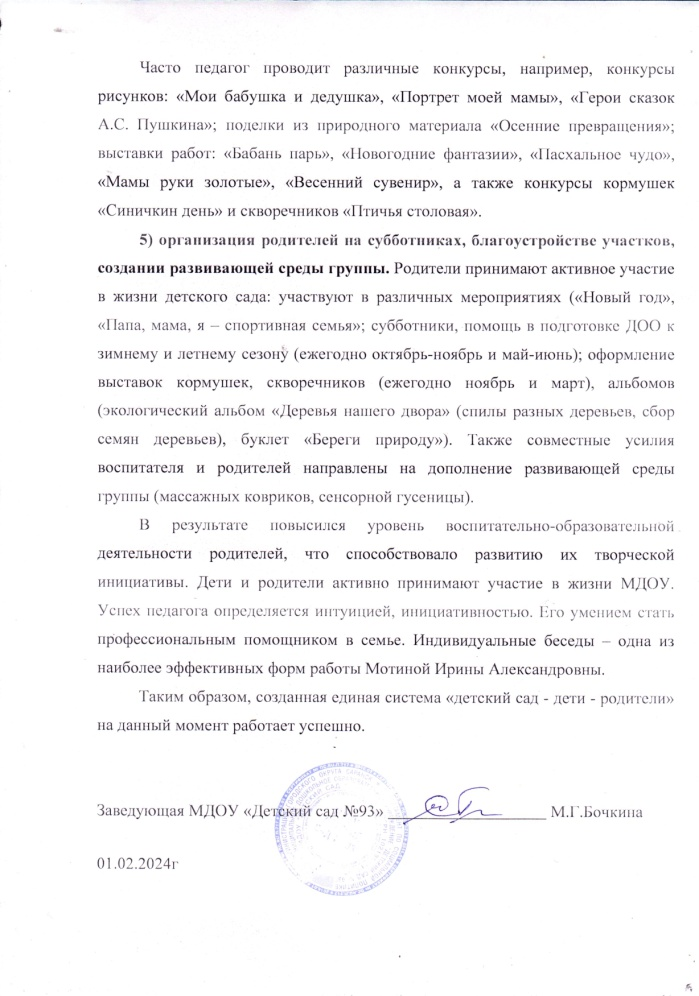 Часто педагог проводит различные конкурсы, например, конкурсы
рисунков: «Мои бабушка и дедушка», «Портрет моей мамы», «Герои сказок
А.С. Пушкина»; поделки из природного материала «Осенние превращения»;
выставки работ: «Бабань парь», «Новогодние фантазии», «Пасхальное чудо»,
«Мамы руки золотые», «Весенний сувенир», а также конкурсы кормушек
«Синичкин день» и скворечников «Птичья столовая».
5) организация родителей на субботниках, благоустройстве участков,
создании развивающей среды группы. Родители принимают активное участие
в жизни детского сада: участвуют в различных мероприятиях («Новый год»,
«Папа, мама, я – спортивная семья»; субботники, помощь в подготовке ДОО к
зимнему и летнему сезону (ежегодно октябрь-ноябрь и май-июнь); оформление
выставок кормушек, скворечников (ежегодно ноябрь и март), альбомов
(экологический альбом «Деревья нашего двора» (спилы разных деревьев, сбор
семян деревьев), буклет «Береги природу»). Также совместные усилия
воспитателя и родителей направлены на дополнение развивающей среды
группы (массажных ковриков, сенсорной гусеницы).
В результате повысился уровень воспитательно-образовательной
деятельности родителей, что способствовало развитию их творческой
инициативы. Дети и родители активно принимают участие в жизни МДОУ.
Успех педагога определяется интуицией, инициативностью. Его умением стать
профессиональным помощником в семье. Индивидуальные беседы – одна из
наиболее эффективных форм работы Мотиной Ирины Александровны.
Таким образом, созданная единая система «детский сад - дети - родители»
на данный момент работает успешно.
Заведующая МДОУ «Детский сад №93» М.Г.Бочкина
01.02.2024г